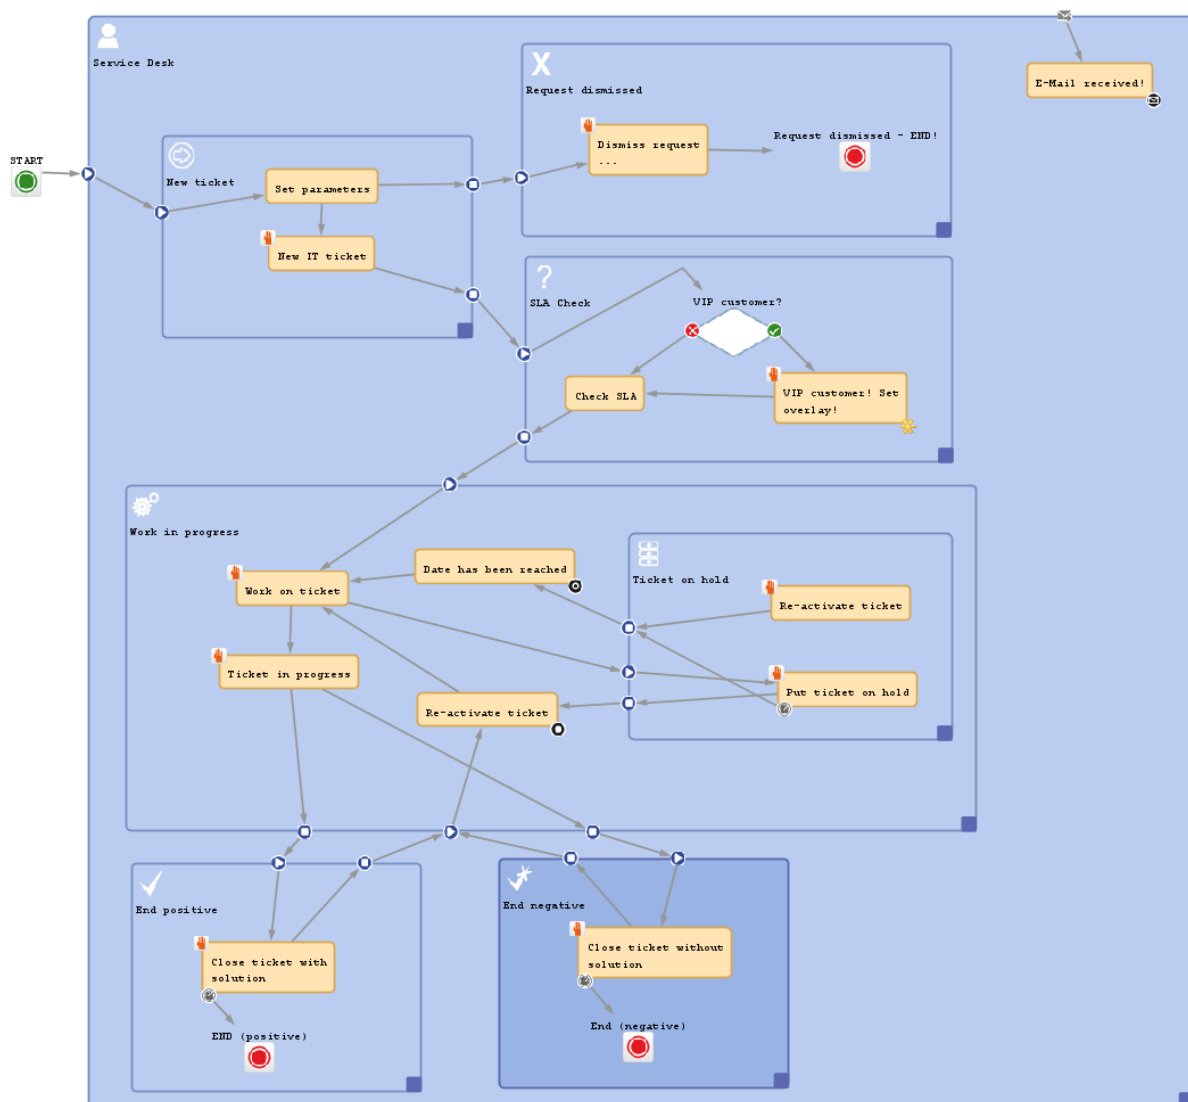 Service Desk
START
New ticket
Set parameters
New IT ticket
X
Request dismissed
Dismiss request
...
Request dismissed - END!
E-Mail received!
?
SLA Check
VIP customer?
Check SLA
VIP customer! Set
overlay!
Work in progress
Work on ticket
Date has been reached
Ticket in progress
Re-activate ticket
Ticket on hold
Re-activate ticket
Put ticket on hold
End positive
Close ticket with
solution
END (positive)
End negative
Close ticket without
solution
End (negative)